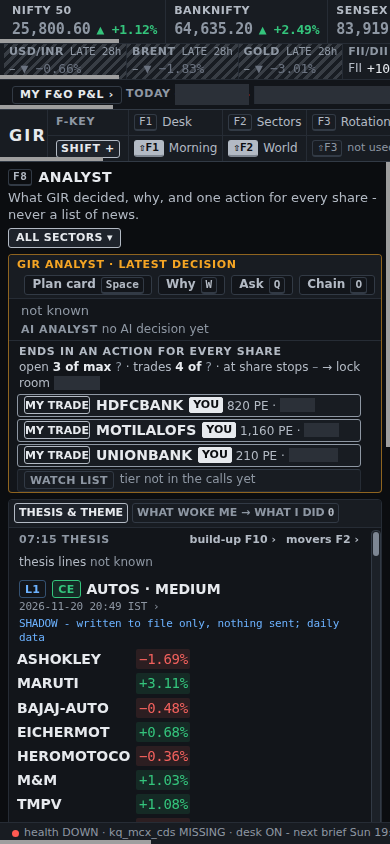 NIFTY 50
25,800.60 ▲ +1.12%
BANKNIFTY
64,635.20 ▲ +2.49%
SENSEX
83,919
USD/INR LATE 28h
— ▼ −0.66%
BRENT LATE 28h
— ▼ −1.83%
GOLD LATE 28h
— ▼ −3.01%
FII/DII
FII +10
MY F&O P&L ›
TODAY
GIR
F-KEY
F1 Desk
F2 Sectors
F3 Rotation
SHIFT +
⇧F1 Morning
⇧F2 World
⇧F3 not used
F8 ANALYST
What GIR decided, why, and one action for every share -
never a list of news.
ALL SECTORS ▾
GIR ANALYST · LATEST DECISION
Plan card Space
Why W
Ask Q
Chain O
not known
AI ANALYST no AI decision yet
ENDS IN AN ACTION FOR EVERY SHARE
open 3 of max ? · trades 4 of ? · at share stops – → lock
room
MY TRADE HDFCBANK YOU 820 PE ·
MY TRADE MOTILALOFS YOU 1,160 PE ·
MY TRADE UNIONBANK YOU 210 PE ·
WATCH LIST tier not in the calls yet
THESIS & THEME
WHAT WOKE ME → WHAT I DID 0
07:15 THESIS
build-up F10 ›
movers F2 ›
thesis lines not known
L1 CE AUTOS · MEDIUM
2026-11-20 20:49 IST ›
SHADOW - written to file only, nothing sent; daily
data
ASHOKLEY −1.69%
MARUTI +3.11%
BAJAJ-AUTO −0.48%
EICHERMOT +0.68%
HEROMOTOCO −0.36%
M&M +1.03%
TMPV +1.08%
health DOWN · kq_mcx_cds MISSING · desk ON - next brief Sun 19: